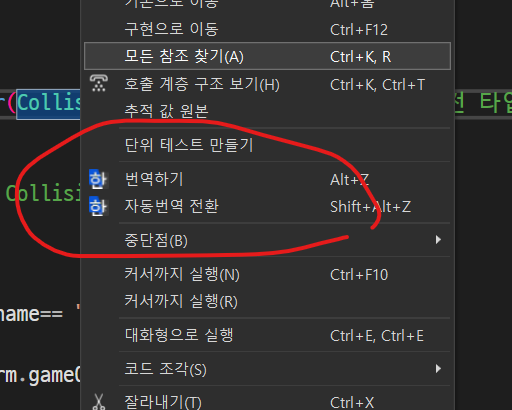 기본으로 이동 Alt+홈
구현으로 이동 Ctrl+F12
모든 참조 찾기(A) Ctrl+K, R
호출 계층 구조 보기(H) Ctrl+K, Ctrl+T
추적 값 원본
r(Collis 전 타입
단위 테스트 만들기
한 번역하기 Alt+Z
Collisi
한 자동번역 전환 Shift+Alt+Z
중단점(B)
커서까지 실행(N) Ctrl+F10
커서까지 실행(R)
name== "
대화형으로 실행 Ctrl+E, Ctrl+E
코드 조각(S)
rm.gameO
잘라내기(T) Ctrl+X